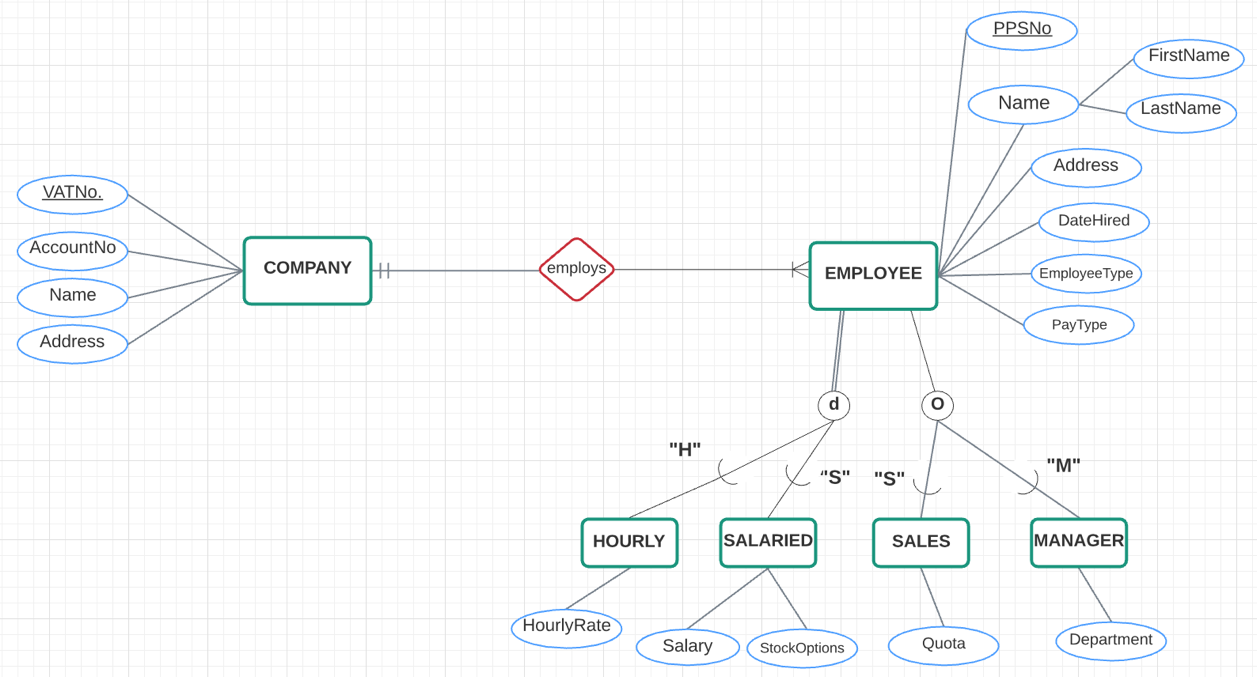 PPSNo
FirstName
Name
LastName
Address
VATNo.
DateHired
AccountNo
COMPANY
employs
EMPLOYEE
EmployeeType
Name
PayType
Address
d
O
"H"
"S"
"S"
"M"
HOURLY
SALARIED
SALES
MANAGER
HourlyRate
Salary
StockOptions
Quota
Department